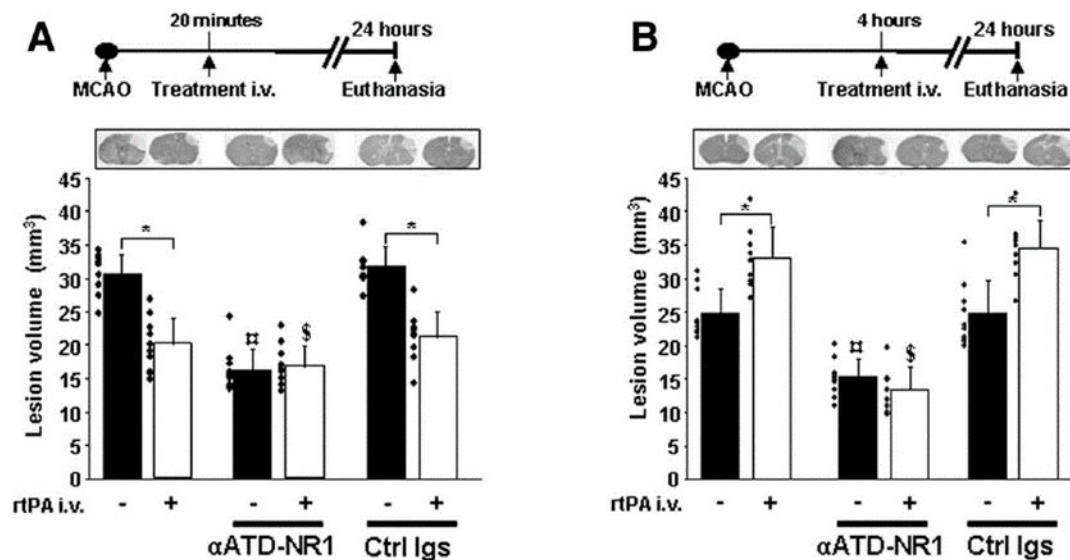 A
20 minutes
24 hours
MCAO
Treatment i.v.
Euthanasia
45
40
35
30
25
20
15
10
5
0
Lesion volume (mm³)
*
¤
$
*
rtPA i.v.
- + - + - +
αATD-NR1
Ctrl Igs
B
4 hours
24 hours
MCAO
Treatment i.v.
Euthanasia
45
40
35
30
25
20
15
10
5
0
Lesion volume (mm³)
*
¤
$
*
rtPA i.v.
- + - + - +
αATD-NR1
Ctrl Igs